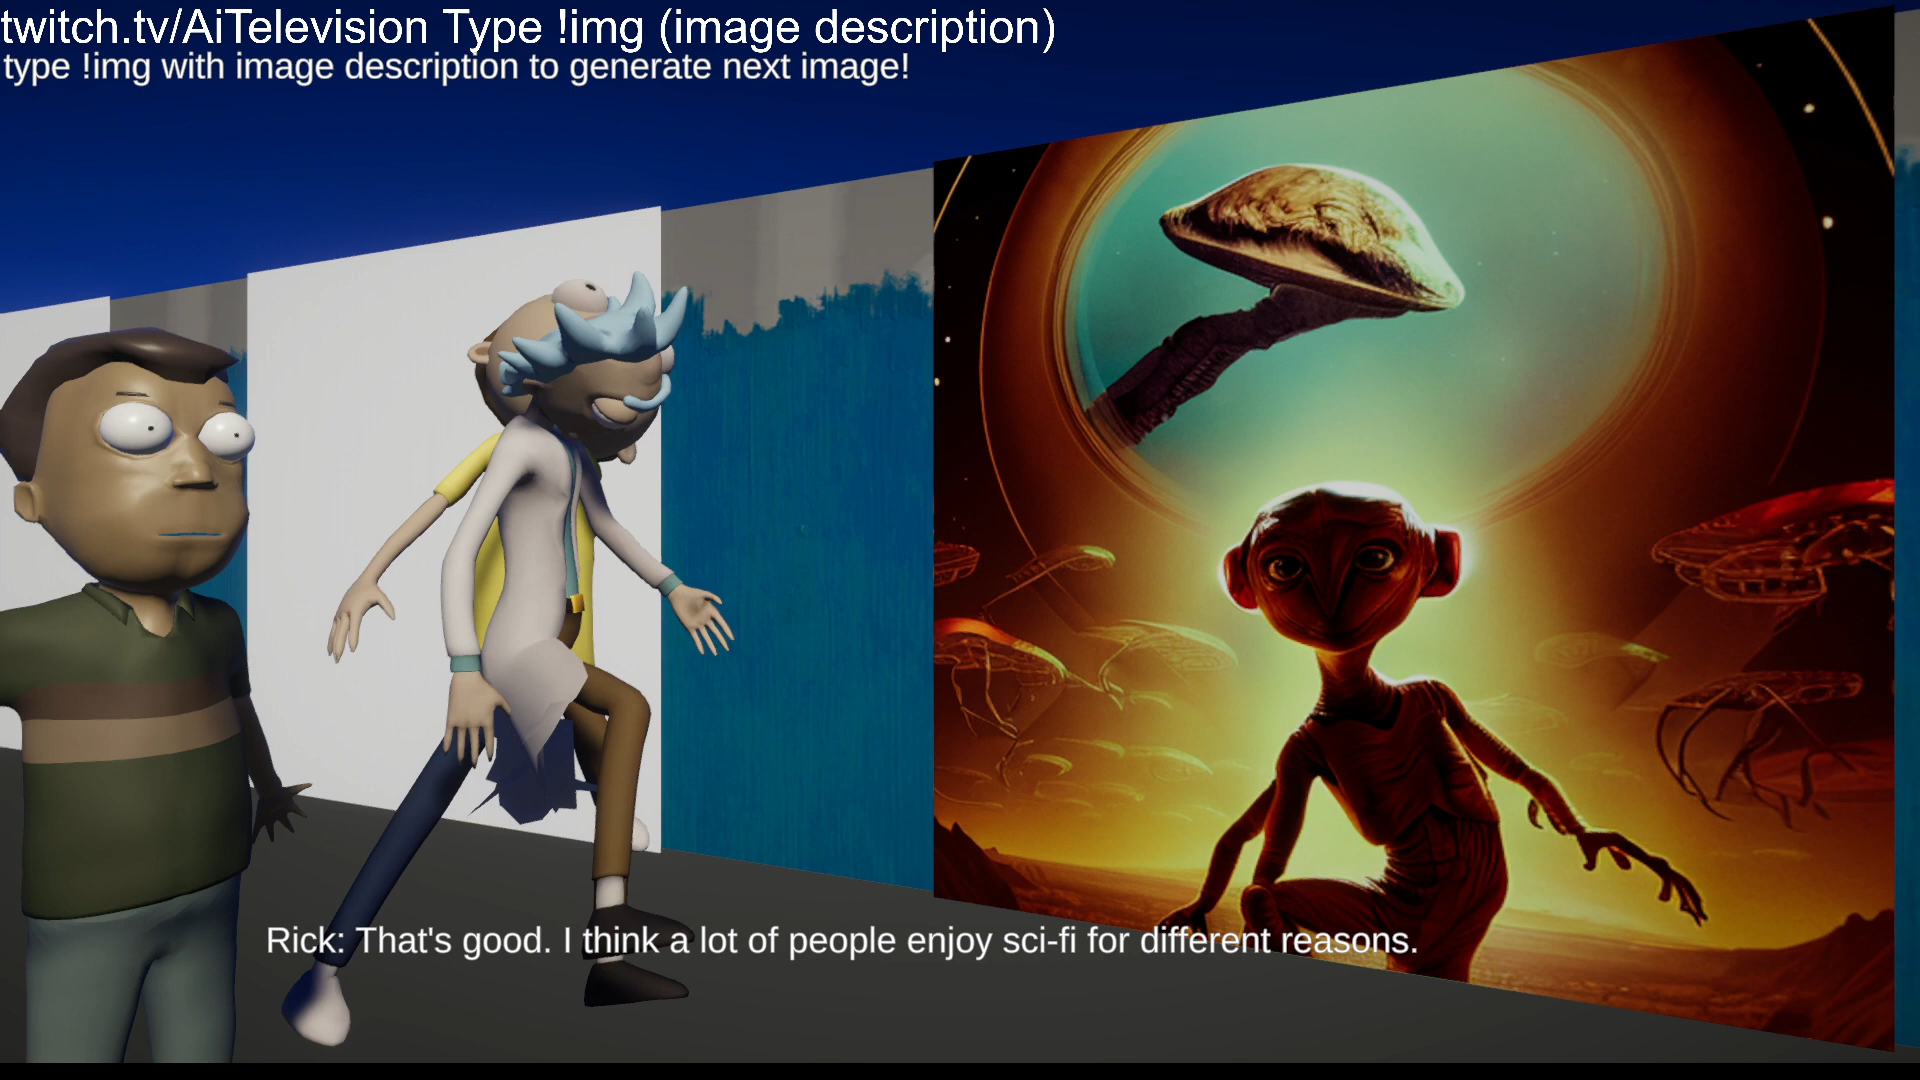 twitch.tv/AiTelevision Type !img (image description)
type !img with image description to generate next image!
Rick: That's good. I think a lot of people enjoy sci-fi for different reasons.